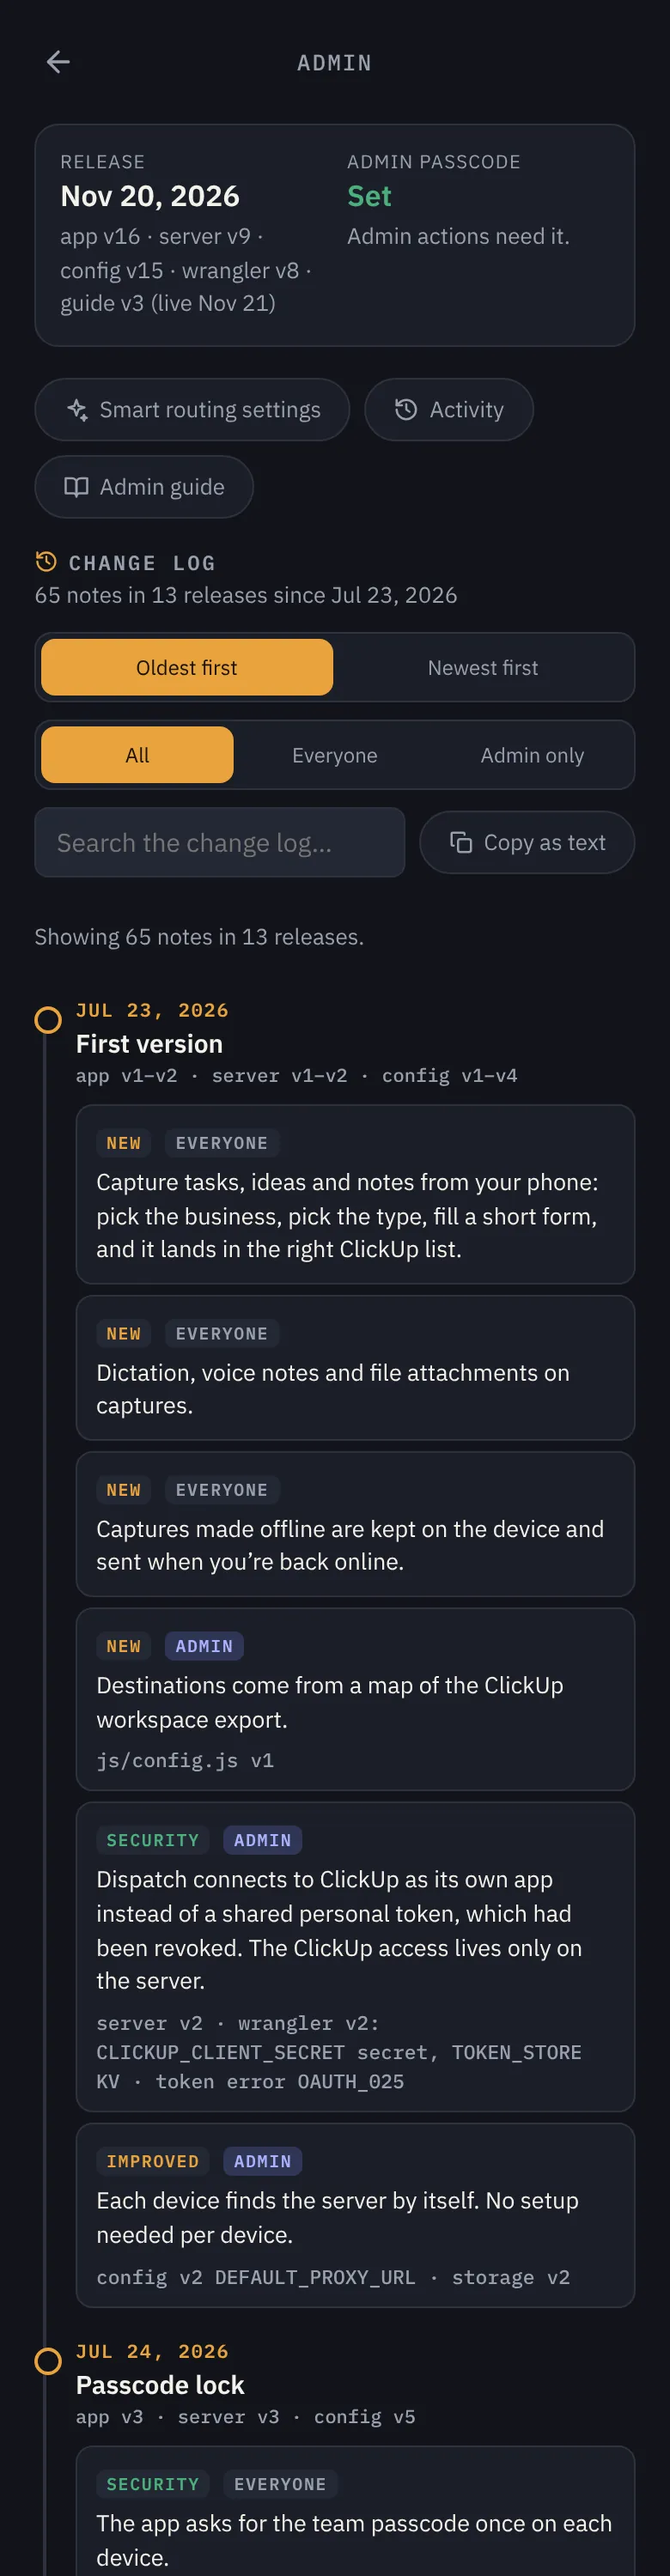 ADMIN
RELEASE
Nov 20, 2026
app v16 · server v9 ·
config v15 · wrangler v8 ·
guide v3 (live Nov 21)
ADMIN PASSCODE
Set
Admin actions need it.
Smart routing settings
Activity
Admin guide
CHANGE LOG
65 notes in 13 releases since Jul 23, 2026
Oldest first
Newest first
All
Everyone
Admin only
Search the change log...
Copy as text
Showing 65 notes in 13 releases.
JUL 23, 2026
First version
app v1–v2 · server v1–v2 · config v1–v4
NEW EVERYONE
Capture tasks, ideas and notes from your phone:
pick the business, pick the type, fill a short form,
and it lands in the right ClickUp list.
NEW EVERYONE
Dictation, voice notes and file attachments on
captures.
NEW EVERYONE
Captures made offline are kept on the device and
sent when you’re back online.
NEW ADMIN
Destinations come from a map of the ClickUp
workspace export.
js/config.js v1
SECURITY ADMIN
Dispatch connects to ClickUp as its own app
instead of a shared personal token, which had
been revoked. The ClickUp access lives only on
the server.
server v2 · wrangler v2:
CLICKUP_CLIENT_SECRET secret, TOKEN_STORE
KV · token error OAUTH_025
IMPROVED ADMIN
Each device finds the server by itself. No setup
needed per device.
config v2 DEFAULT_PROXY_URL · storage v2
JUL 24, 2026
Passcode lock
app v3 · server v3 · config v5
SECURITY EVERYONE
The app asks for the team passcode once on each
device.